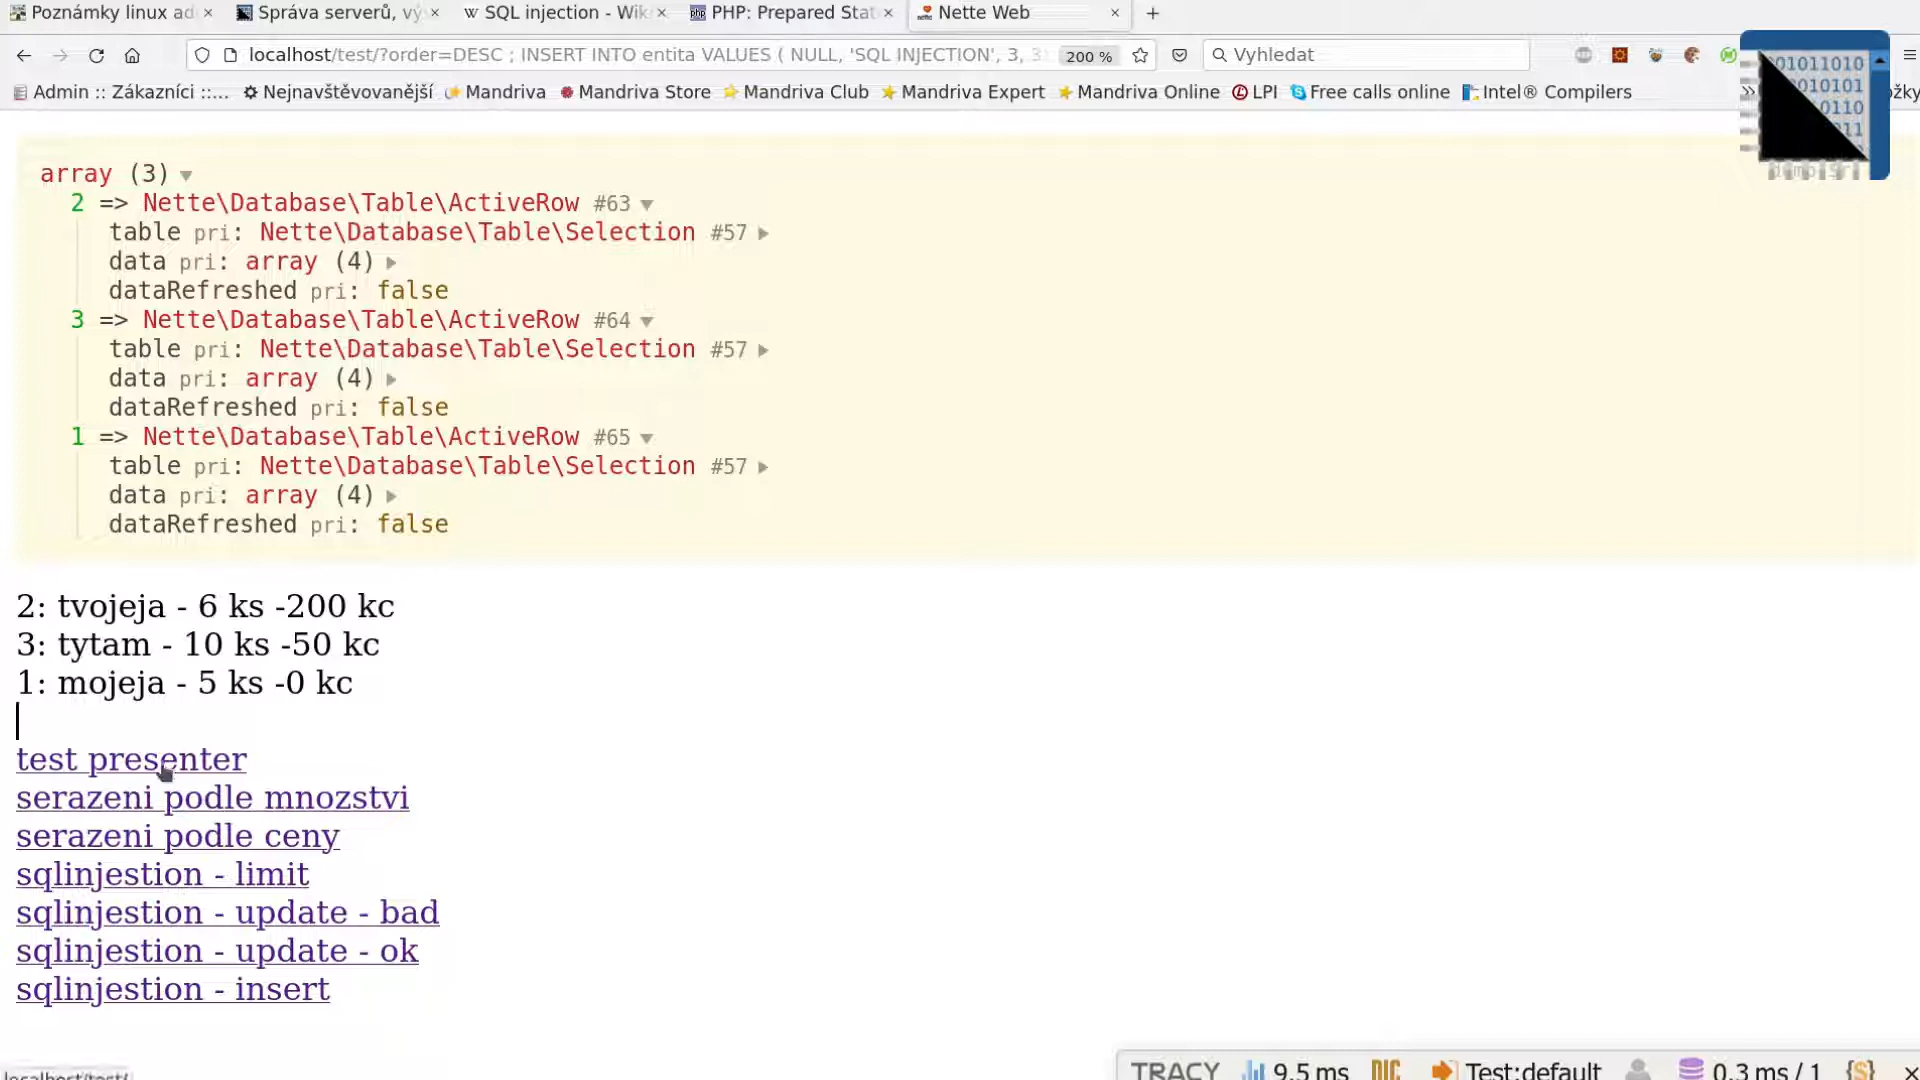 Poznámky linux ad
Správa serverů, vý
SQL injection - Wik
PHP: Prepared Stat
Nette Web
localhost/test/?order=DESC ; INSERT INTO entita VALUES ( NULL, 'SQL INJECTION', 3, 3
200 %
Vyhledat
Admin :: Zákazníci ::...
Nejnavštěvovanější
Mandriva
Mandriva Store
Mandriva Club
Mandriva Expert
Mandriva Online
LPI
Free calls online
Intel® Compilers
array (3)
2 => Nette\Database\Table\ActiveRow #63
table pri: Nette\Database\Table\Selection #57
data pri: array (4)
dataRefreshed pri: false
3 => Nette\Database\Table\ActiveRow #64
table pri: Nette\Database\Table\Selection #57
data pri: array (4)
dataRefreshed pri: false
1 => Nette\Database\Table\ActiveRow #65
table pri: Nette\Database\Table\Selection #57
data pri: array (4)
dataRefreshed pri: false
2: tvojeja - 6 ks -200 kc
3: tytam - 10 ks -50 kc
1: mojeja - 5 ks -0 kc
test presenter
serazeni podle mnozstvi
serazeni podle ceny
sqlinjestion - limit
sqlinjestion - update - bad
sqlinjestion - update - ok
sqlinjestion - insert
localhost/test/
TRACY 9.5 ms DIC Test:default 0.3 ms / 1 {$}